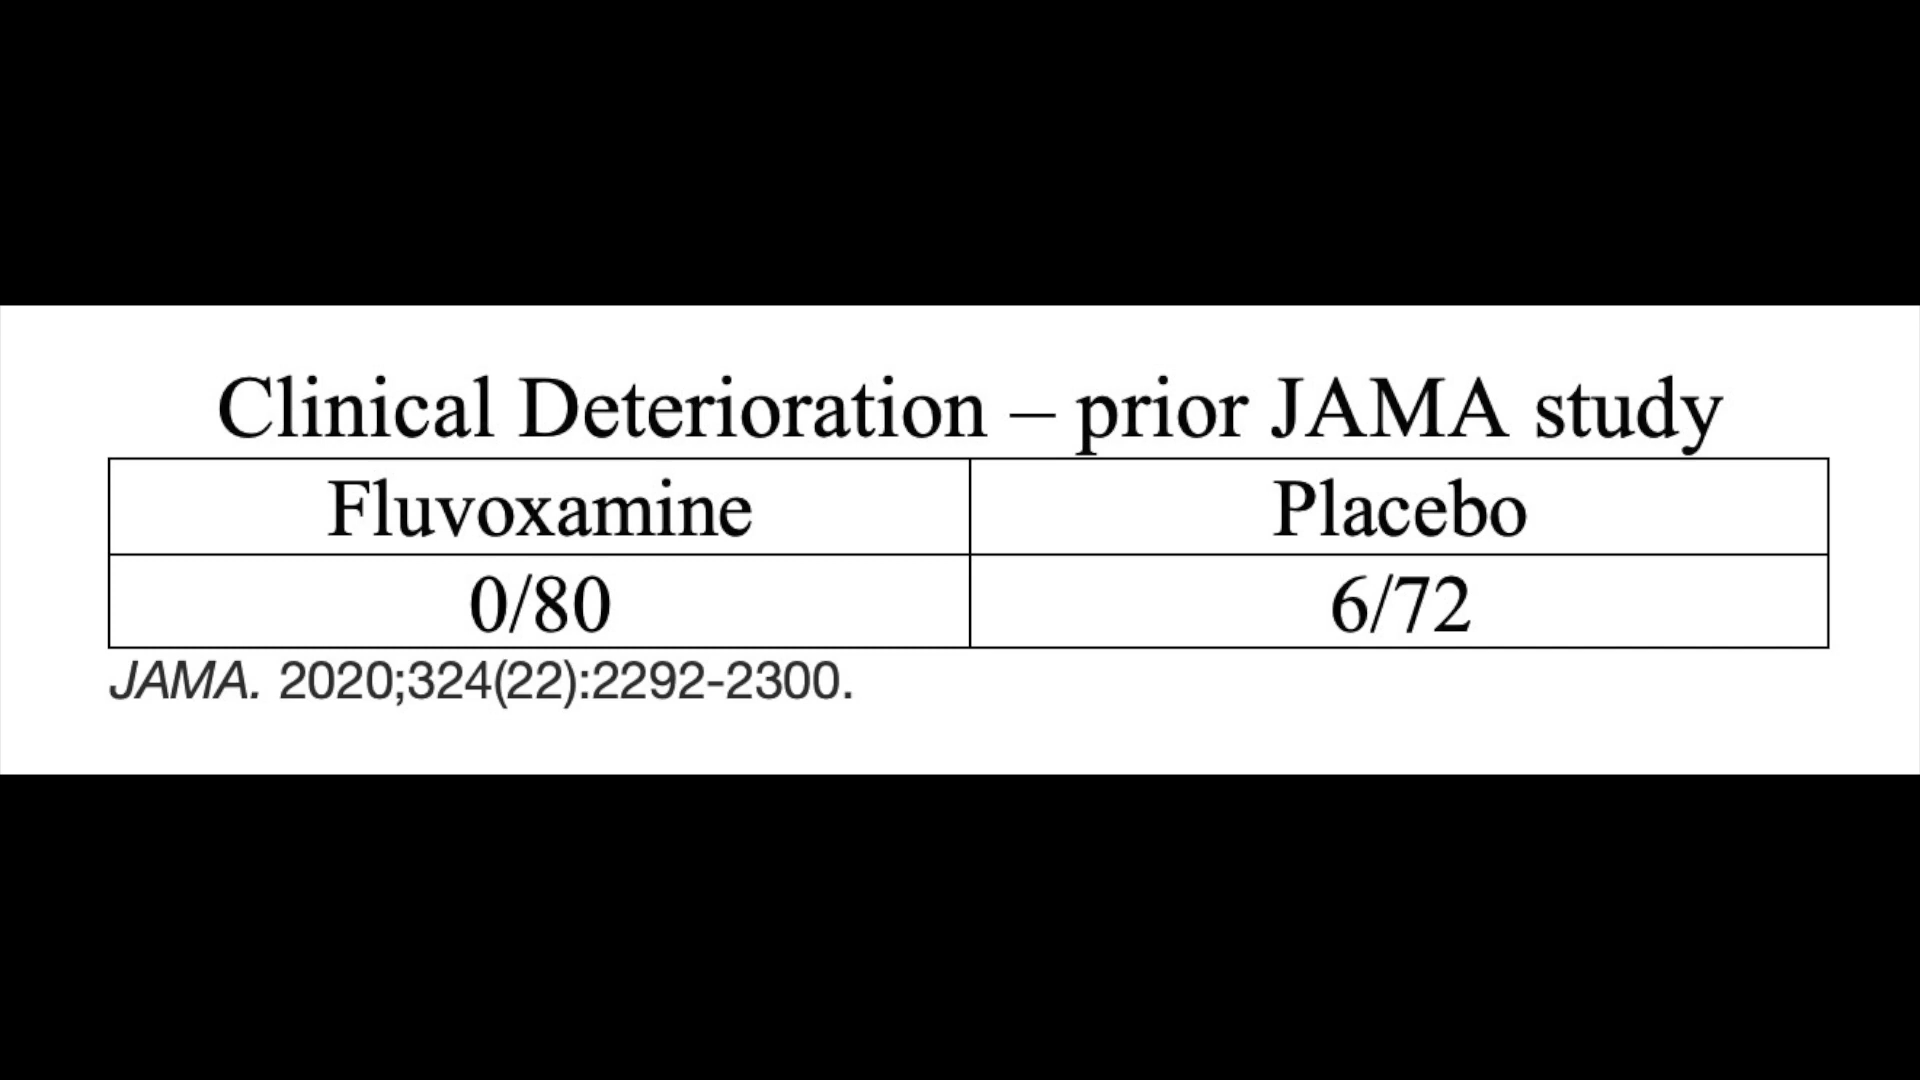 Clinical Deterioration – prior JAMA study
Fluvoxamine Placebo
0/80 6/72
JAMA. 2020;324(22):2292-2300.